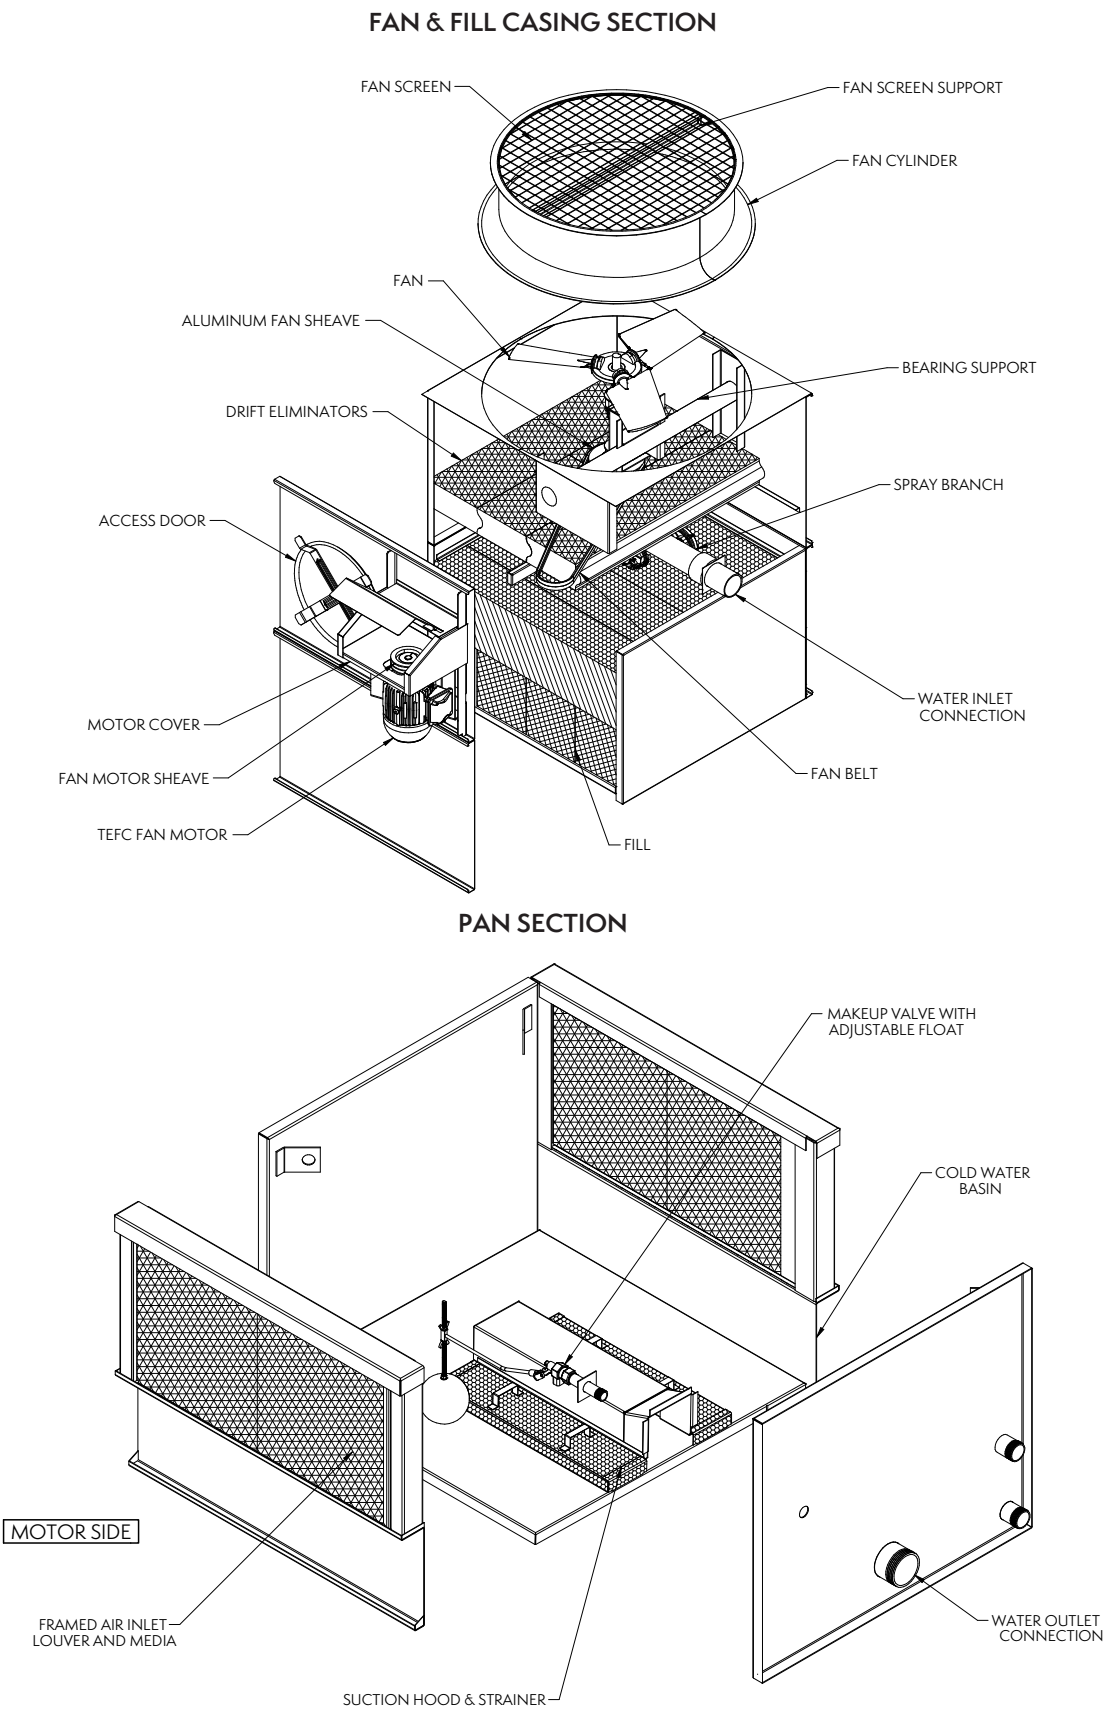 FAN & FILL CASING SECTION
FAN SCREEN
FAN SCREEN SUPPORT
FAN CYLINDER
FAN
ALUMINUM FAN SHEAVE
BEARING SUPPORT
DRIFT ELIMINATORS
SPRAY BRANCH
ACCESS DOOR
WATER INLET
CONNECTION
MOTOR COVER
FAN MOTOR SHEAVE
FAN BELT
TEFC FAN MOTOR
FILL
PAN SECTION
MAKEUP VALVE WITH
ADJUSTABLE FLOAT
COLD WATER
BASIN
MOTOR SIDE
FRAMED AIR INLET
LOUVER AND MEDIA
WATER OUTLET
CONNECTION
SUCTION HOOD & STRAINER